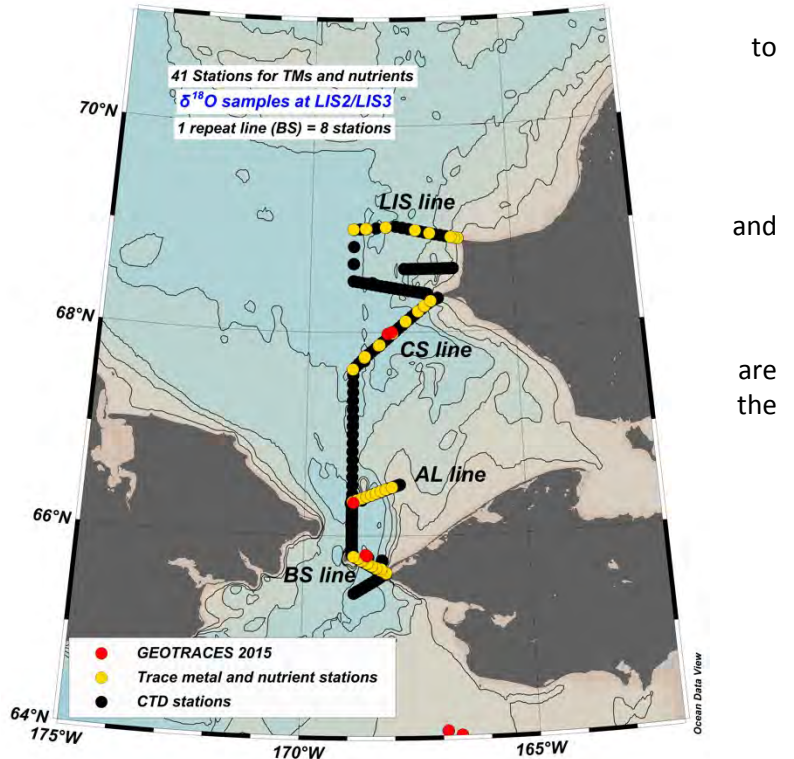 to
41 Stations for TMs and nutrients
δ18O samples at LIS2/LIS3
70°N
1 repeat line (BS) = 8 stations
LIS line
and
68°N
CS line
are
the
AL line
66°N
BS line
GEOTRACES 2015
Trace metal and nutrient stations
CTD stations
Ocean Data View
64°N
175°W
170°W
165°W